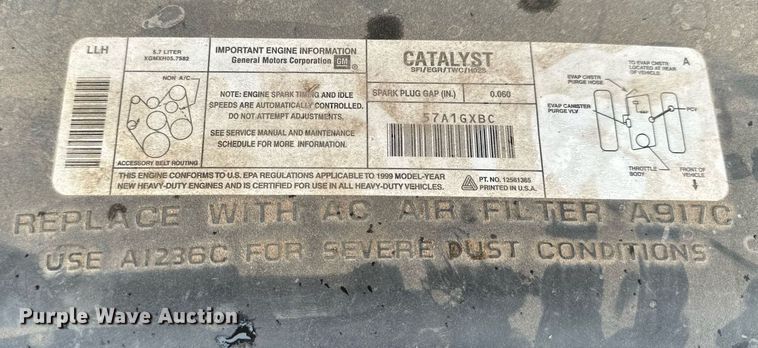 LLH
5.7 LITER
XGMXH05.7582
NON A/C
ACCESSORY BELT ROUTING
IMPORTANT ENGINE INFORMATION
General Motors Corporation GM
NOTE: ENGINE SPARK TIMING AND IDLE
SPEEDS ARE AUTOMATICALLY CONTROLLED.
DO NOT ATTEMPT ADJUSTMENTS.
SEE SERVICE MANUAL AND MAINTENANCE
SCHEDULE FOR MORE INFORMATION.
CATALYST
SFI/EGR/TWC/HO2S
SPARK PLUG GAP (IN.) 0.060
57A1GXBC
THIS ENGINE CONFORMS TO U.S. EPA REGULATIONS APPLICABLE TO 1999 MODEL-YEAR
NEW HEAVY-DUTY ENGINES AND IS CERTIFIED FOR USE IN ALL HEAVY-DUTY VEHICLES.
PT. NO. 12561365
PRINTED IN U.S.A.
TO EVAP CNSTR
LOCATED AT REAR
OF VEHICLE
A
EVAP CNSTR
PURGE HOSE
EVAP CANISTER
PURGE VLV
PCV
THROTTLE
BODY
FRONT OF
VEHICLE
REPLACE WITH AC AIR FILTER A917C
USE A1236C FOR SEVERE DUST CONDITIONS
Purple Wave Auction